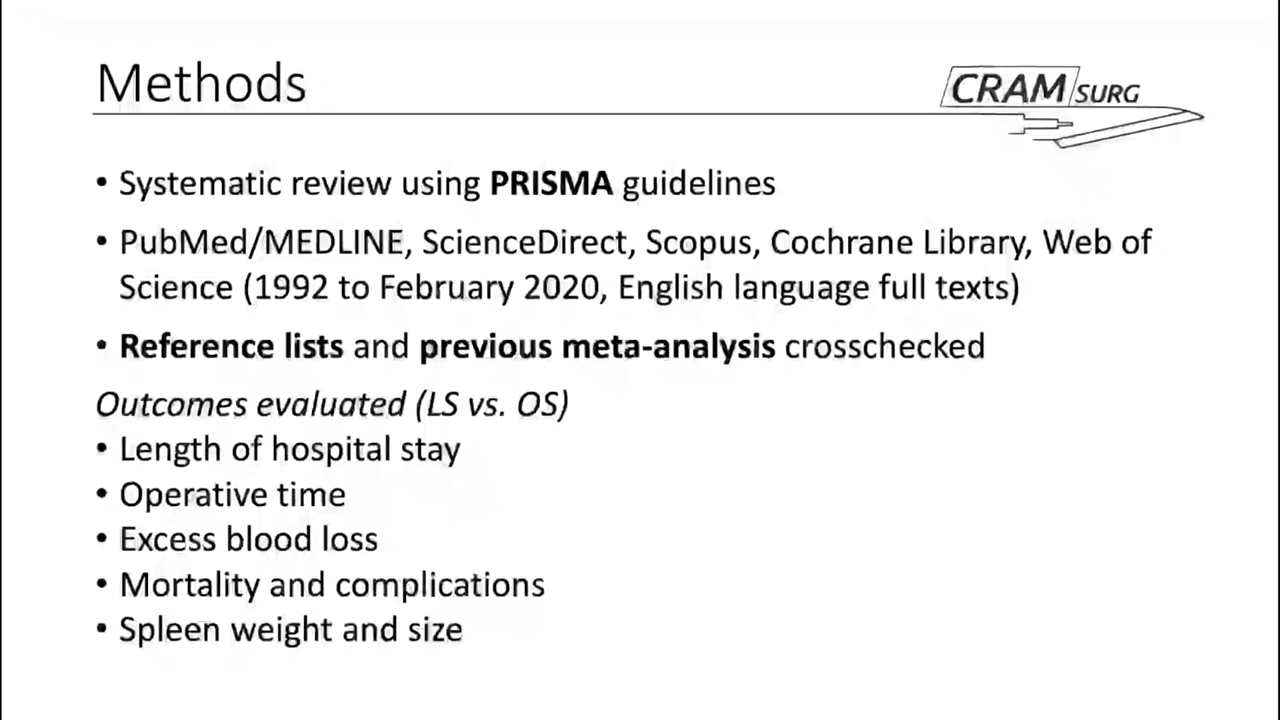 Methods
CRAM SURG
• Systematic review using PRISMA guidelines
• PubMed/MEDLINE, ScienceDirect, Scopus, Cochrane Library, Web of
Science (1992 to February 2020, English language full texts)
• Reference lists and previous meta-analysis crosschecked
Outcomes evaluated (LS vs. OS)
• Length of hospital stay
• Operative time
• Excess blood loss
• Mortality and complications
• Spleen weight and size